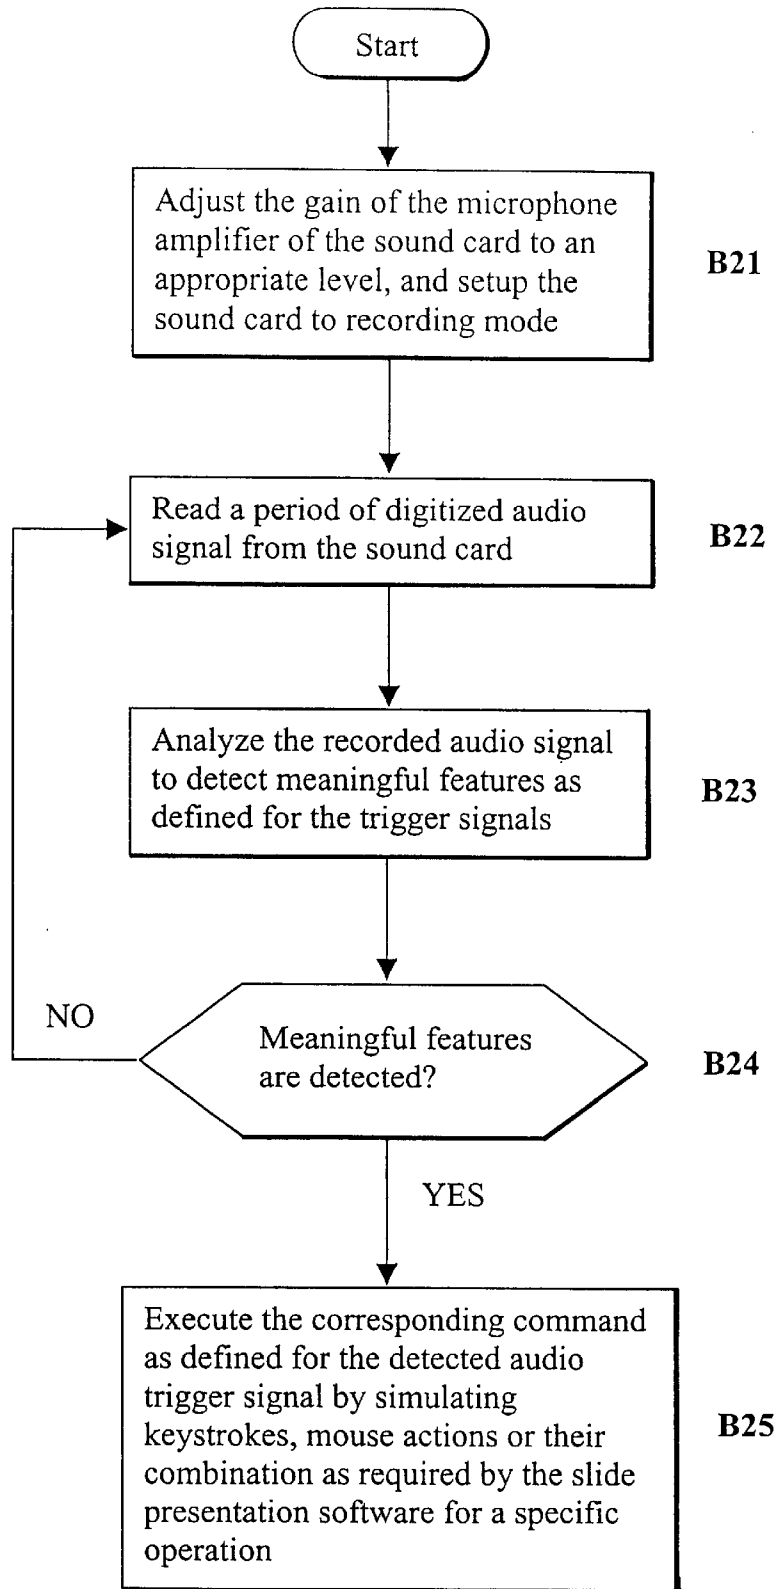 Start
Adjust the gain of the microphone
amplifier of the sound card to an
appropriate level, and setup the
sound card to recording mode
B21
Read a period of digitized audio
signal from the sound card
B22
Analyze the recorded audio signal
to detect meaningful features as
defined for the trigger signals
B23
NO
Meaningful features
are detected?
B24
YES
Execute the corresponding command
as defined for the detected audio
trigger signal by simulating
keystrokes, mouse actions or their
combination as required by the slide
presentation software for a specific
operation
B25